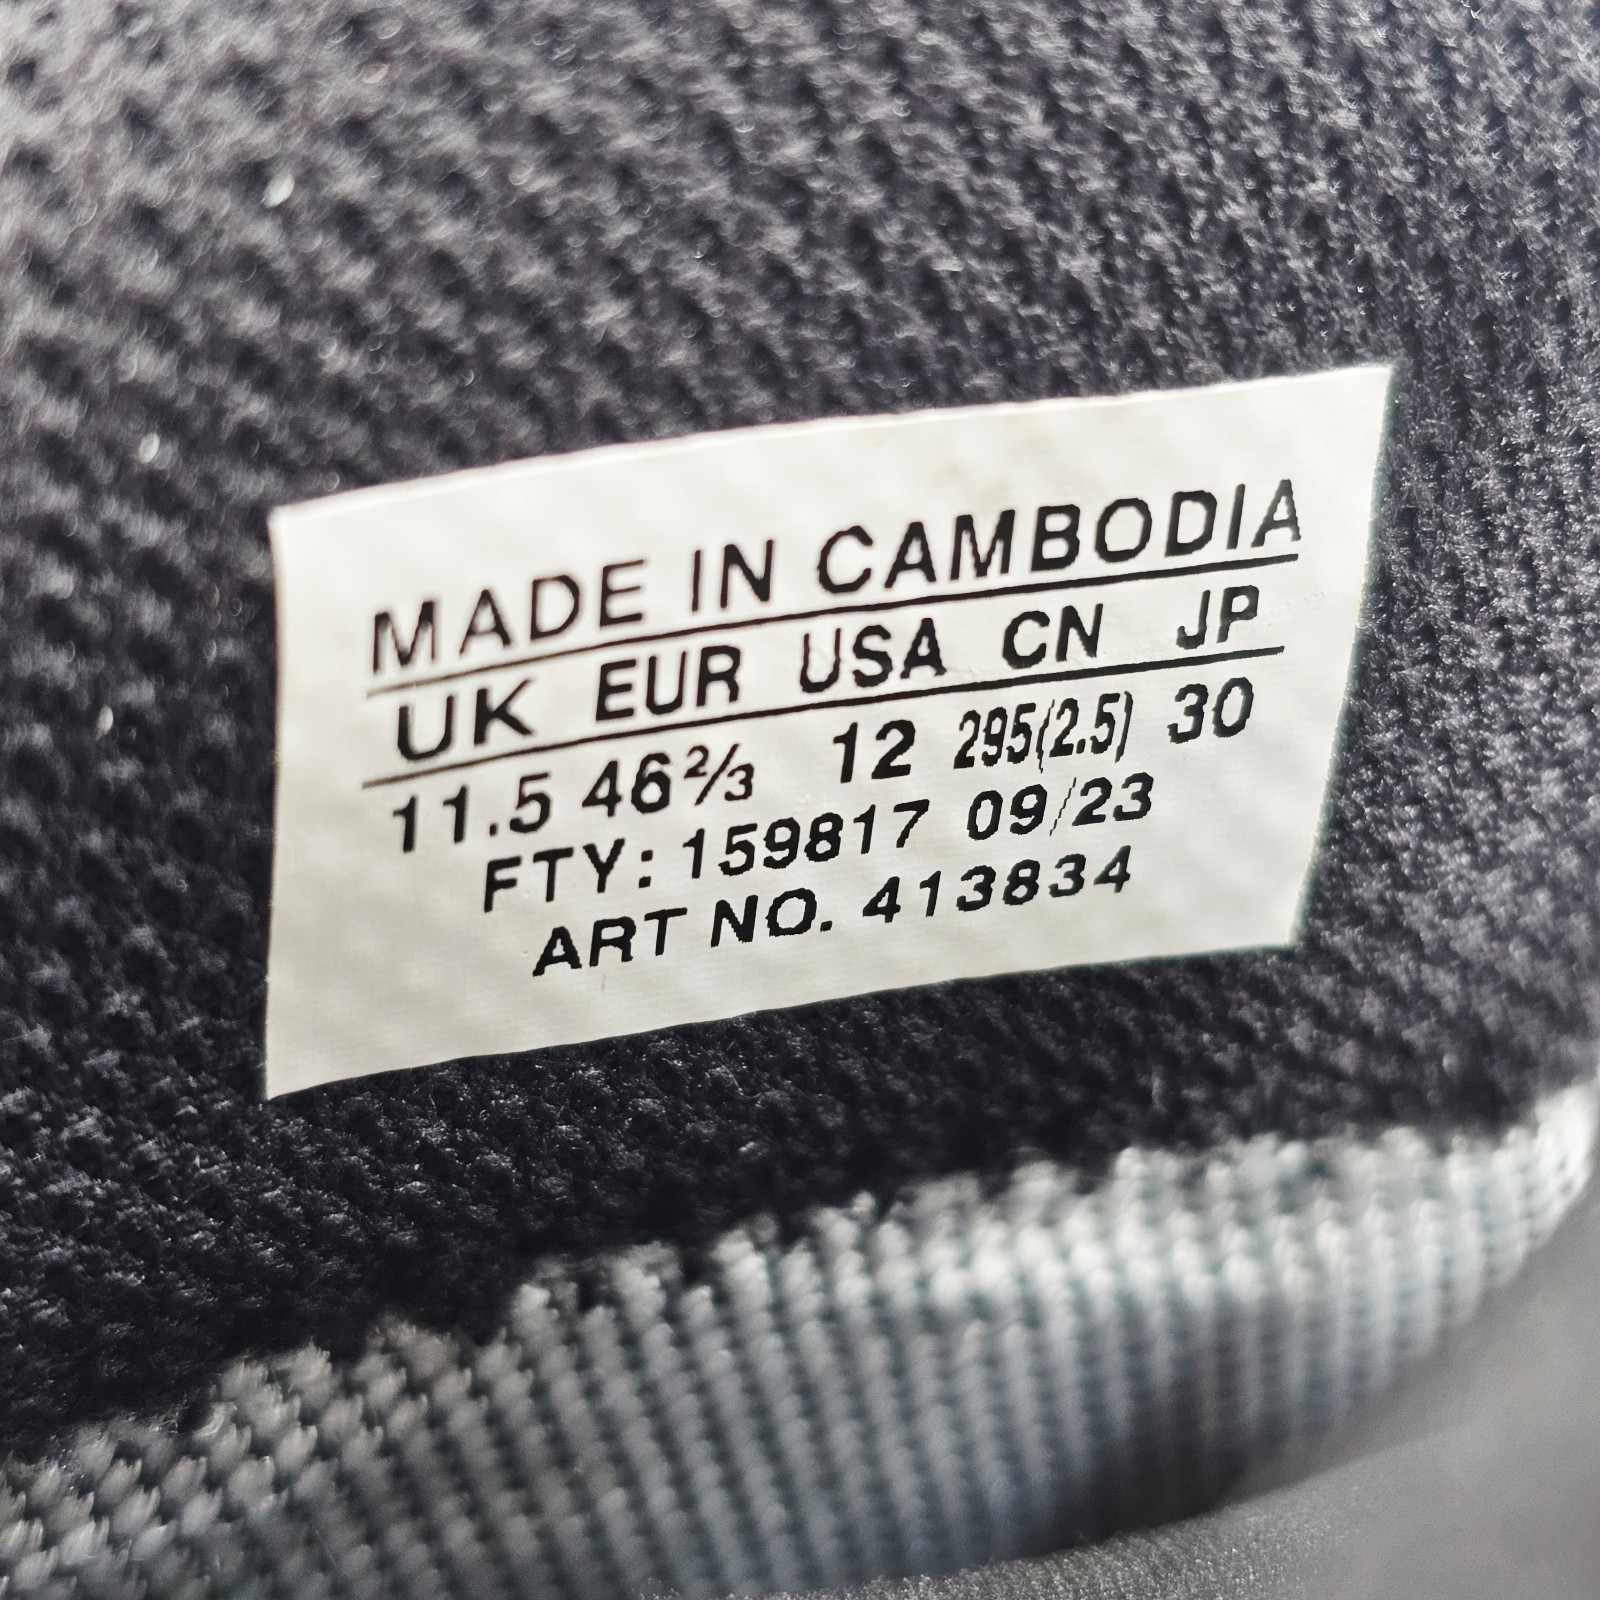 MADE IN CAMBODIA
UK EUR USA CN JP
11.5 46⅔ 12 295(2.5) 30
FTY: 159817 09/23
ART NO. 413834